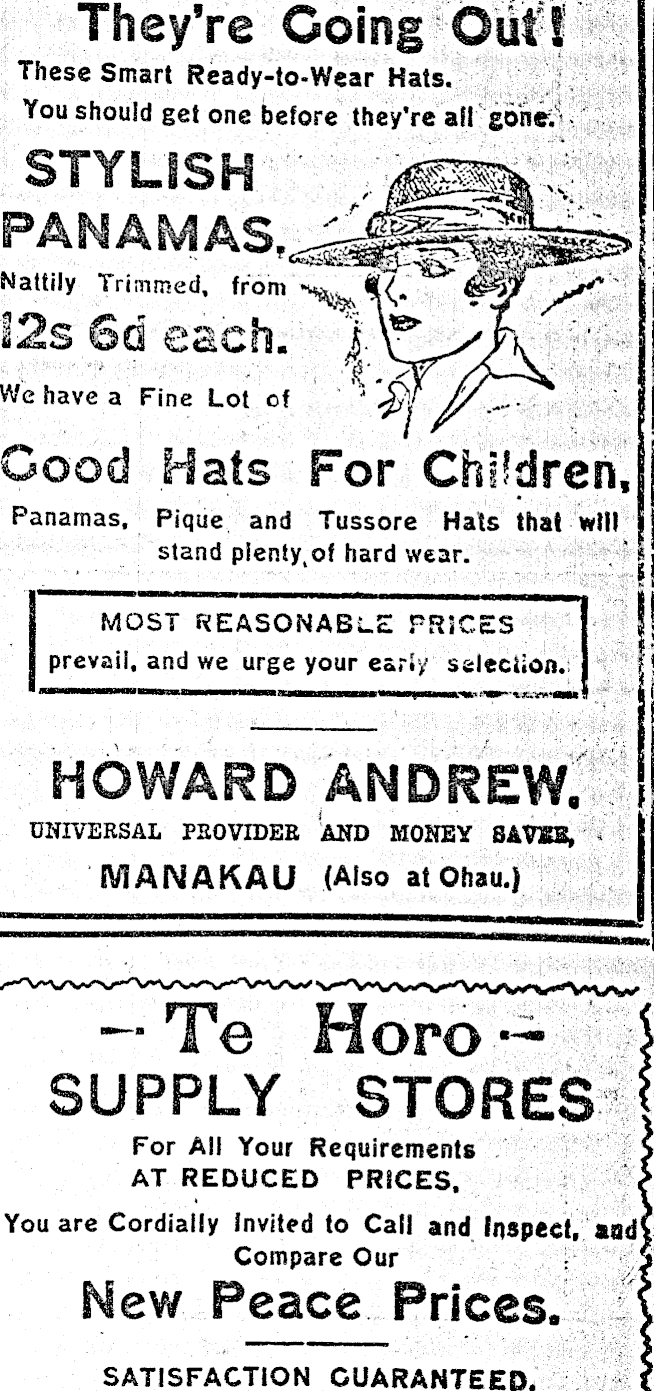 They're Going Out!
These Smart Ready-to-Wear Hats.
You should get one before they're all gone.
STYLISH
PANAMAS,
Nattily Trimmed, from
12s 6d each.
We have a Fine Lot of
Good Hats For Children,
Panamas, Pique and Tussore Hats that will
stand plenty of hard wear.
MOST REASONABLE PRICES
prevail, and we urge your early selection.
HOWARD ANDREW.
UNIVERSAL PROVIDER AND MONEY SAVER,
MANAKAU (Also at Ohau.)
Te Horo
SUPPLY STORES
For All Your Requirements
AT REDUCED PRICES.
You are Cordially Invited to Call and Inspect, and
Compare Our
New Peace Prices.
SATISFACTION GUARANTEED.